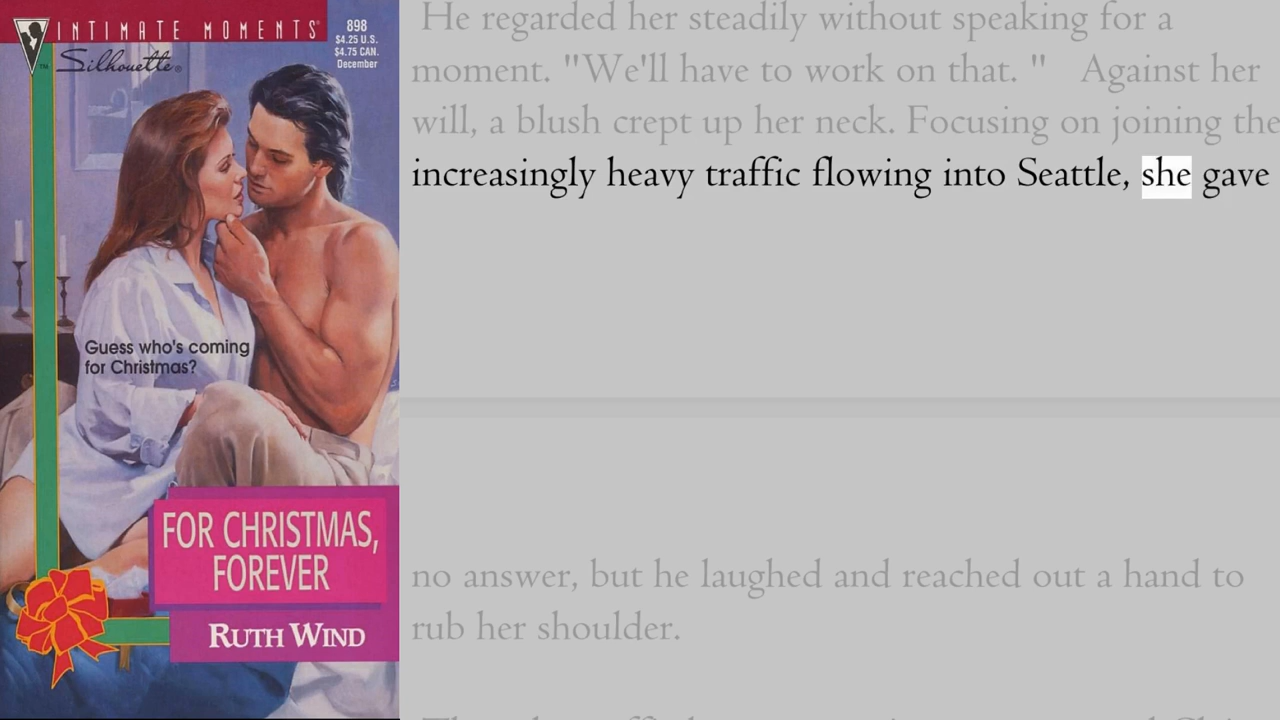 INTIMATE MOMENTS®
898
$4.25 U.S.
$4.75 CAN.
December
TM
Silhouette®
Guess who's coming
for Christmas?
FOR CHRISTMAS,
FOREVER
RUTH WIND
He regarded her steadily without speaking for a
moment. "We'll have to work on that. " Against her
will, a blush crept up her neck. Focusing on joining the
increasingly heavy traffic flowing into Seattle, she gave
no answer, but he laughed and reached out a hand to
rub her shoulder.